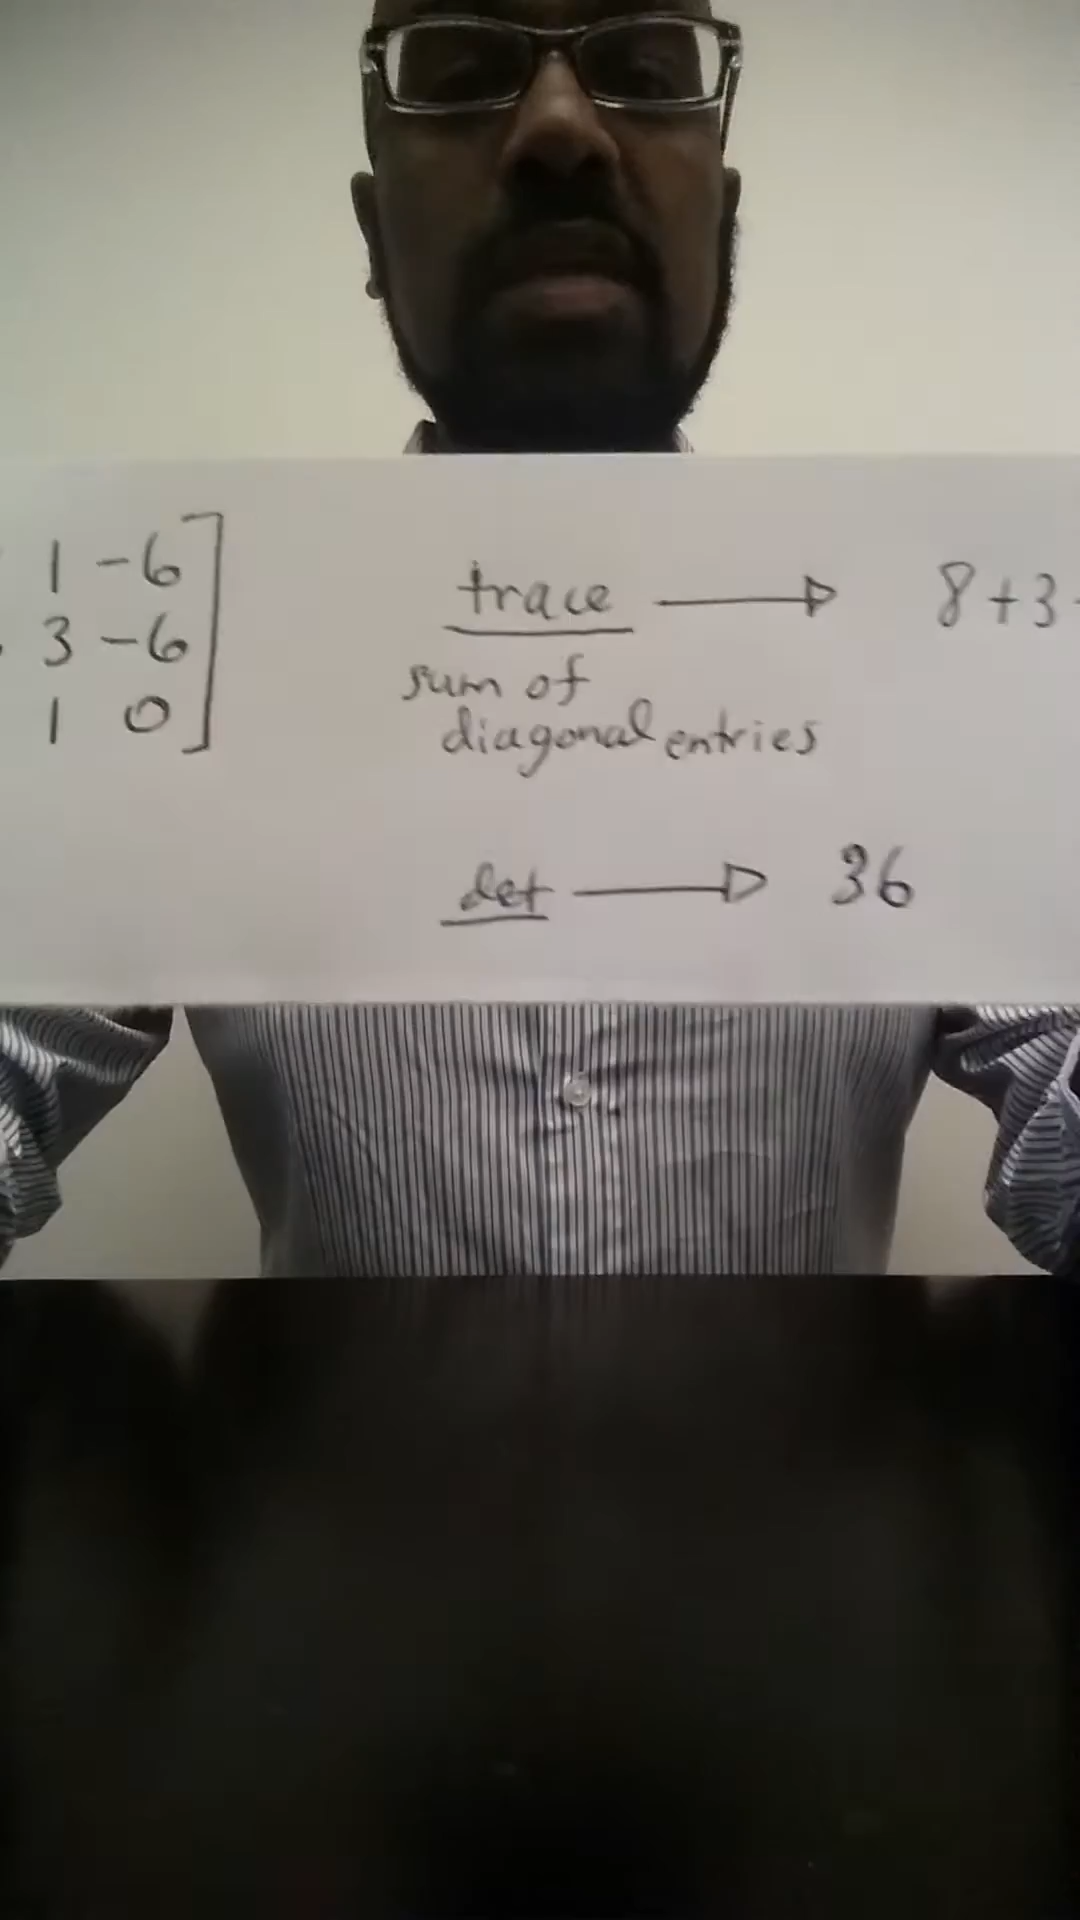 1 -6
3 -6
1 0
trace → 8+3
sum of
diagonal entries
det → 36